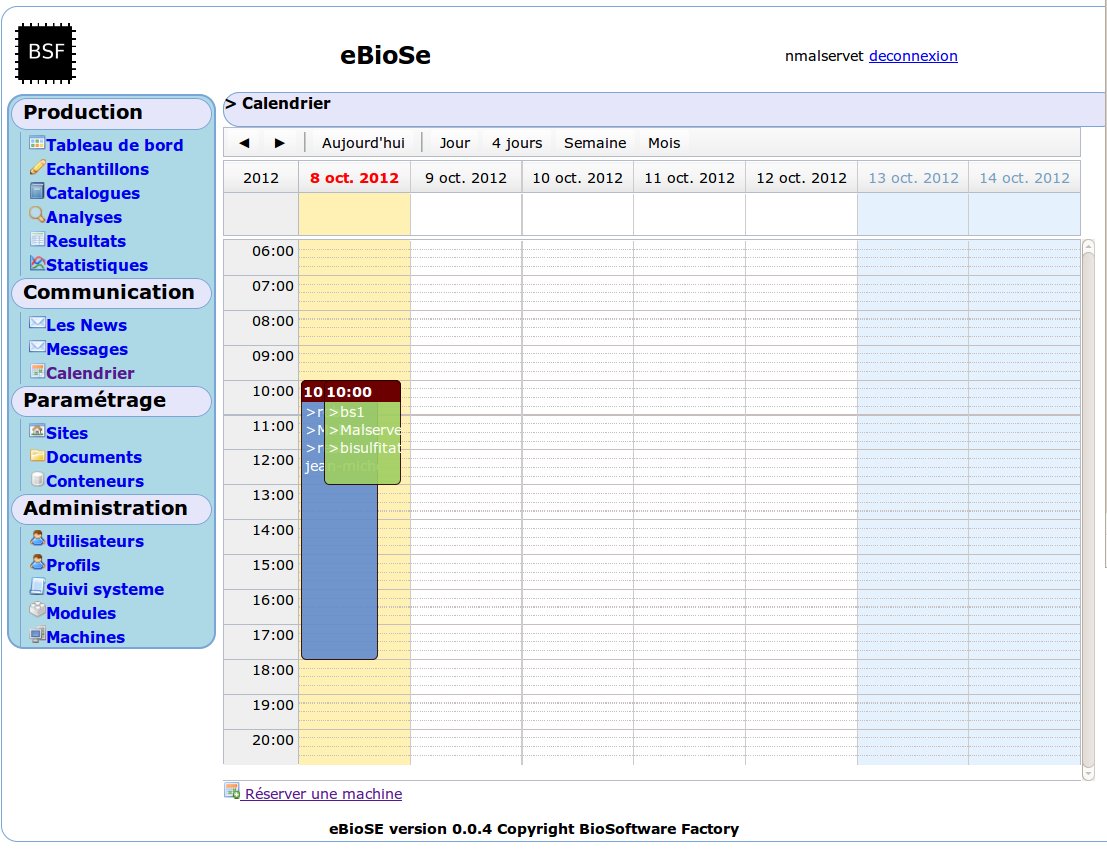 BSF
eBioSe
nmalservet deconnexion
Production
Tableau de bord
Echantillons
Catalogues
Analyses
Resultats
Statistiques
Communication
Les News
Messages
Calendrier
Paramétrage
Sites
Documents
Conteneurs
Administration
Utilisateurs
Profils
Suivi systeme
Modules
Machines
> Calendrier
Aujourd'hui Jour 4 jours Semaine Mois
2012 8 oct. 2012 9 oct. 2012 10 oct. 2012 11 oct. 2012 12 oct. 2012 13 oct. 2012 14 oct. 2012
06:00
07:00
08:00
09:00
10:00
11:00
12:00
13:00
14:00
15:00
16:00
17:00
18:00
19:00
20:00
10
>r
>M
>r
jean-mich
10:00
>bs1
>Malserve
>bisulfitat
Réserver une machine
eBioSE version 0.0.4 Copyright BioSoftware Factory